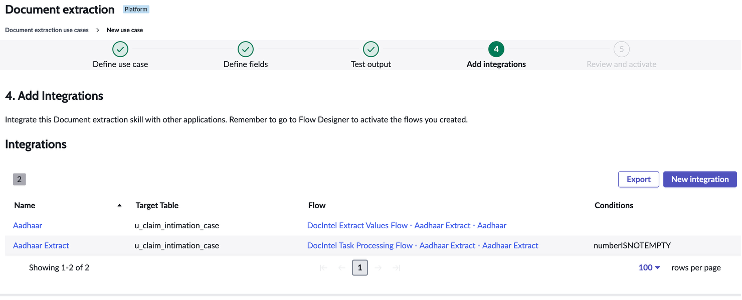 Document extraction Platform
Document extraction use cases > New use case
4 5
Define use case Define fields Test output Add integrations Review and activate
4. Add Integrations
Integrate this Document extraction skill with other applications. Remember to go to Flow Designer to activate the flows you created.
Integrations
2
Export New integration
Name Target Table Flow Conditions
Aadhaar u_claim_intimation_case DocIntel Extract Values Flow - Aadhaar Extract - Aadhaar
Aadhaar Extract u_claim_intimation_case DocIntel Task Processing Flow - Aadhaar Extract - Aadhaar Extract numberISNOTEMPTY
Showing 1-2 of 2 1 100 rows per page